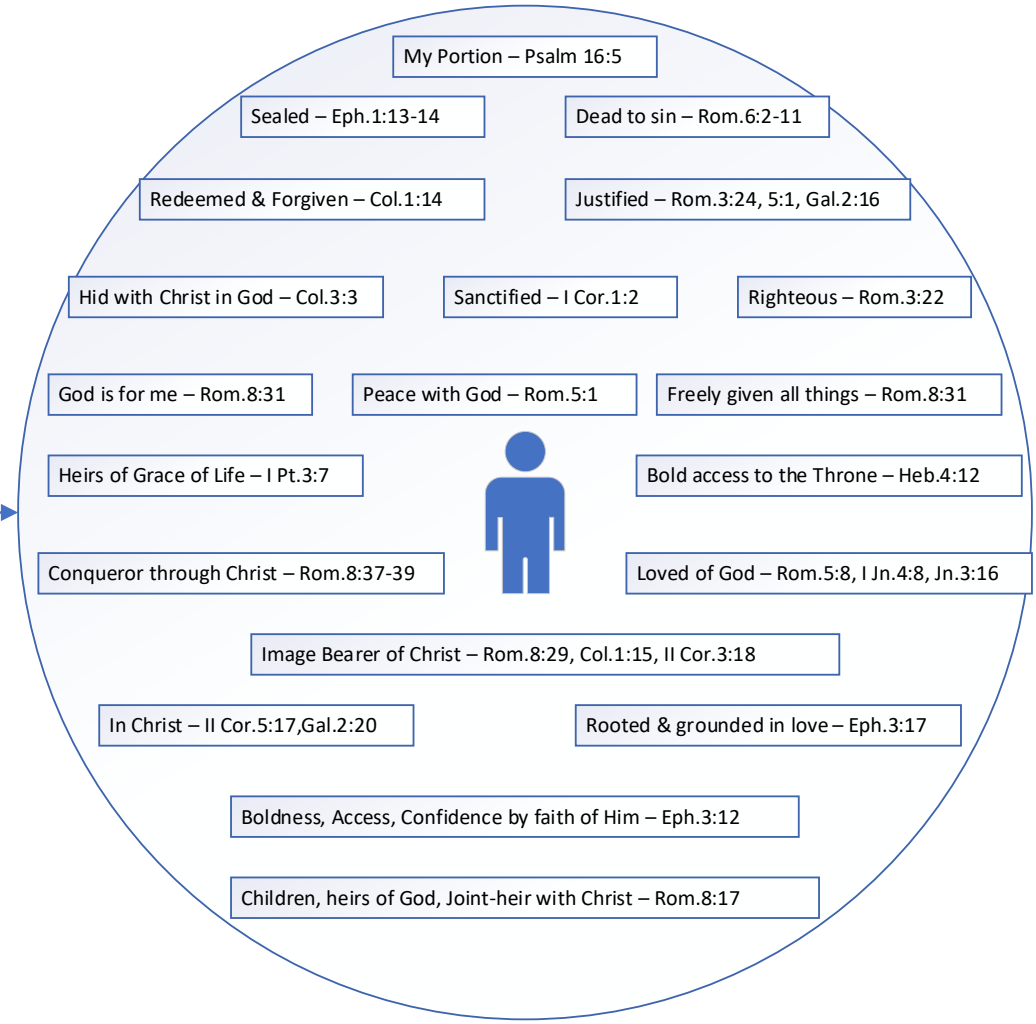 My Portion – Psalm 16:5
Sealed – Eph.1:13-14
Dead to sin – Rom.6:2-11
Redeemed & Forgiven – Col.1:14
Justified – Rom.3:24, 5:1, Gal.2:16
Hid with Christ in God – Col.3:3
Sanctified – I Cor.1:2
Righteous – Rom.3:22
God is for me – Rom.8:31
Peace with God – Rom.5:1
Freely given all things – Rom.8:31
Heirs of Grace of Life – I Pt.3:7
Bold access to the Throne – Heb.4:12
Conqueror through Christ – Rom.8:37-39
Loved of God – Rom.5:8, I Jn.4:8, Jn.3:16
Image Bearer of Christ – Rom.8:29, Col.1:15, II Cor.3:18
In Christ – II Cor.5:17,Gal.2:20
Rooted & grounded in love – Eph.3:17
Boldness, Access, Confidence by faith of Him – Eph.3:12
Children, heirs of God, Joint-heir with Christ – Rom.8:17